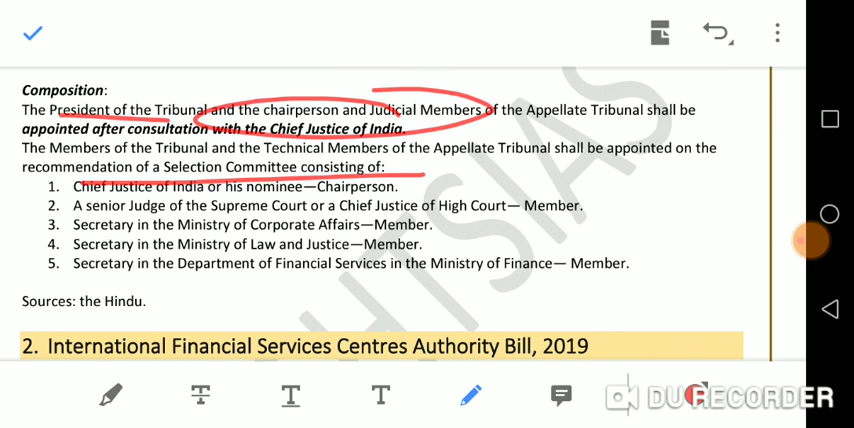 Composition:
The President of the Tribunal and the chairperson and Judicial Members of the Appellate Tribunal shall be
appointed after consultation with the Chief Justice of India.
The Members of the Tribunal and the Technical Members of the Appellate Tribunal shall be appointed on the
recommendation of a Selection Committee consisting of:
1. Chief Justice of India or his nominee—Chairperson.
2. A senior Judge of the Supreme Court or a Chief Justice of High Court— Member.
3. Secretary in the Ministry of Corporate Affairs—Member.
4. Secretary in the Ministry of Law and Justice—Member.
5. Secretary in the Department of Financial Services in the Ministry of Finance— Member.
Sources: the Hindu.
2. International Financial Services Centres Authority Bill, 2019
HTSIAS
T T T
DU RECORDER